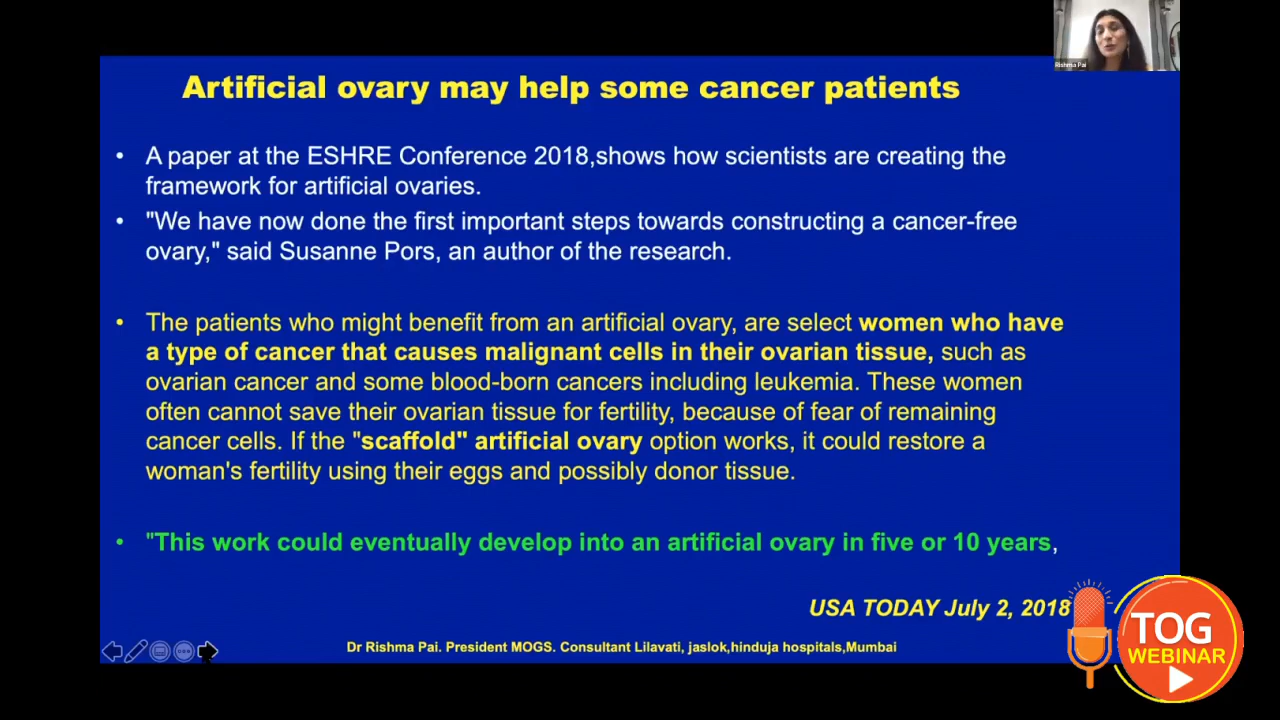 Rishma Pai
Artificial ovary may help some cancer patients
• A paper at the ESHRE Conference 2018,shows how scientists are creating the
framework for artificial ovaries.
• "We have now done the first important steps towards constructing a cancer-free
ovary," said Susanne Pors, an author of the research.
• The patients who might benefit from an artificial ovary, are select women who have
a type of cancer that causes malignant cells in their ovarian tissue, such as
ovarian cancer and some blood-born cancers including leukemia. These women
often cannot save their ovarian tissue for fertility, because of fear of remaining
cancer cells. If the "scaffold" artificial ovary option works, it could restore a
woman's fertility using their eggs and possibly donor tissue.
• "This work could eventually develop into an artificial ovary in five or 10 years,
USA TODAY July 2, 2018
TOG
WEBINAR
Dr Rishma Pai. President MOGS. Consultant Lilavati, jaslok,hinduja hospitals,Mumbai